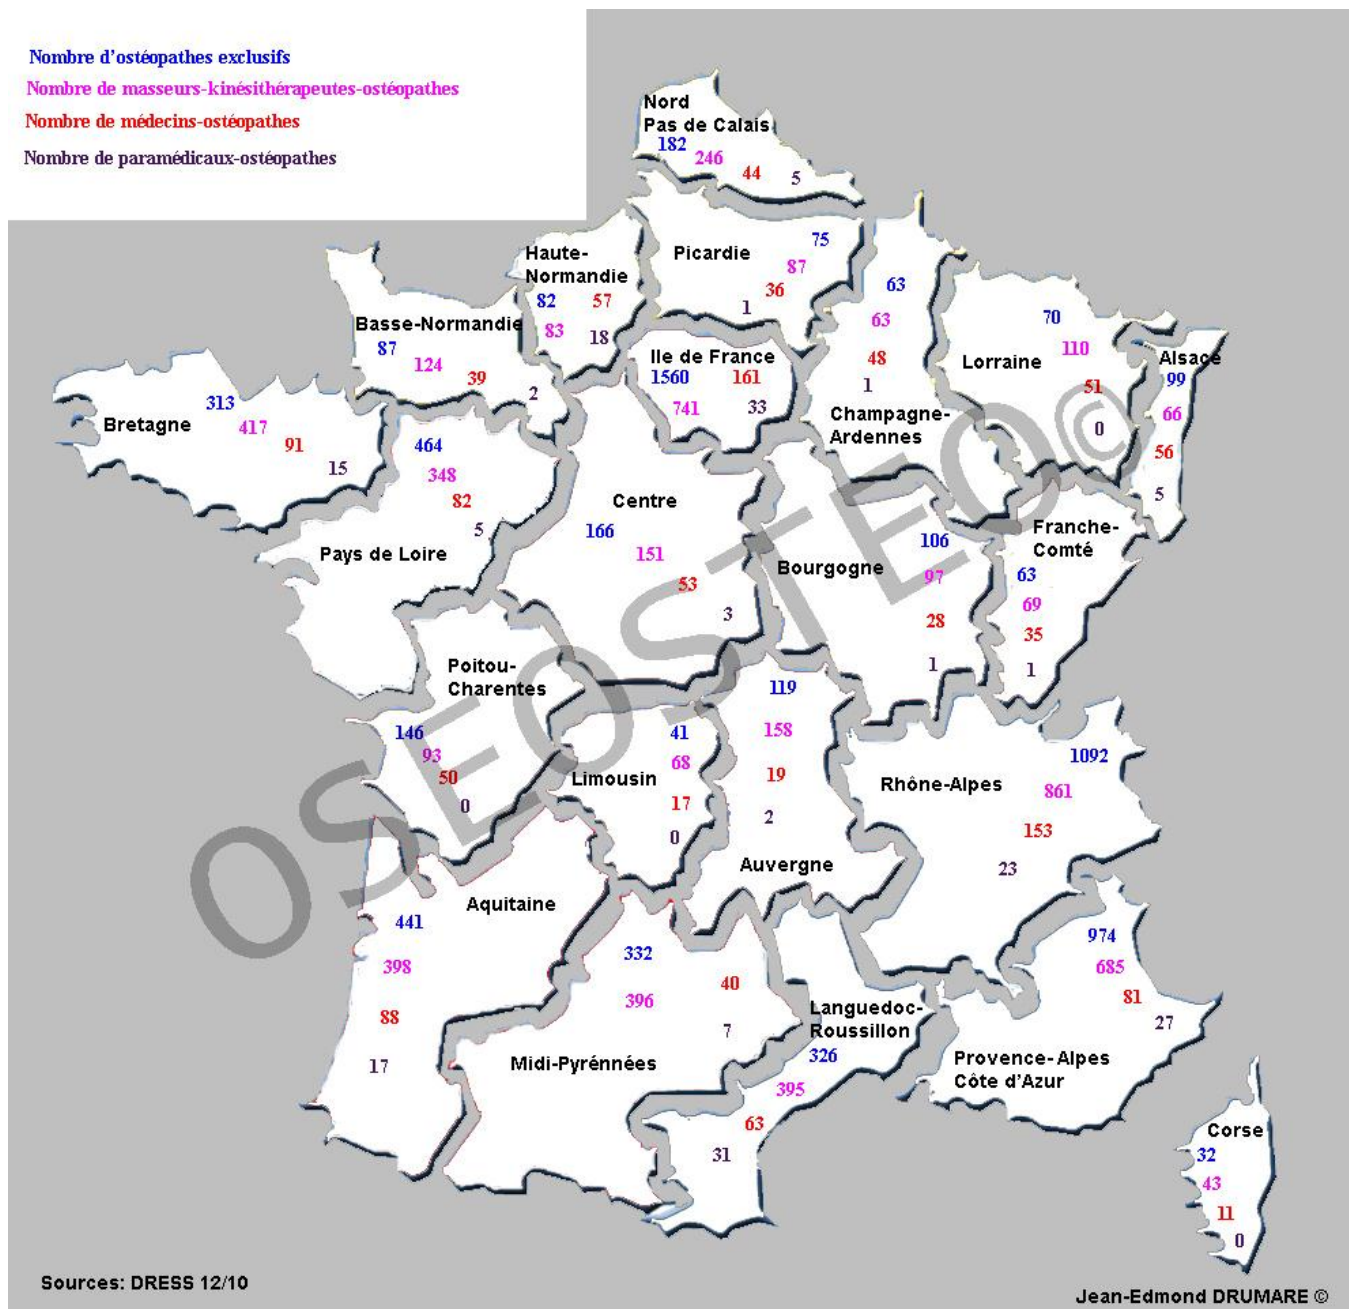 Nombre d'ostéopathes exclusifs
Nombre de masseurs-kinésithérapeutes-ostéopathes
Nombre de médecins-ostéopathes
Nombre de paramédicaux-ostéopathes
Nord
Pas de Calais
182
246
44
5
Haute-
Normandie
82
57
83
18
Picardie
75
87
36
1
Basse-Normandie
87
124
39
2
Ile de France
1560
161
741
33
63
63
48
1
Champagne-
Ardennes
70
110
Lorraine
51
0
Alsace
99
66
56
5
313
Bretagne
417
91
15
464
348
82
5
Pays de Loire
Centre
166
151
53
3
106
Bourgogne
97
28
1
Franche-
Comté
63
69
35
1
Poitou-
Charentes
146
93
50
0
41
68
Limousin
17
0
119
158
19
2
Auvergne
1092
Rhône-Alpes
861
153
23
Aquitaine
441
398
88
17
332
40
396
7
Midi-Pyrénnées
Languedoc-
Roussillon
326
395
63
31
974
685
81
27
Provence- Alpes
Côte d'Azur
Corse
32
43
11
0
OSEOSTEO©
Sources: DRESS 12/10
Jean-Edmond DRUMARE ©